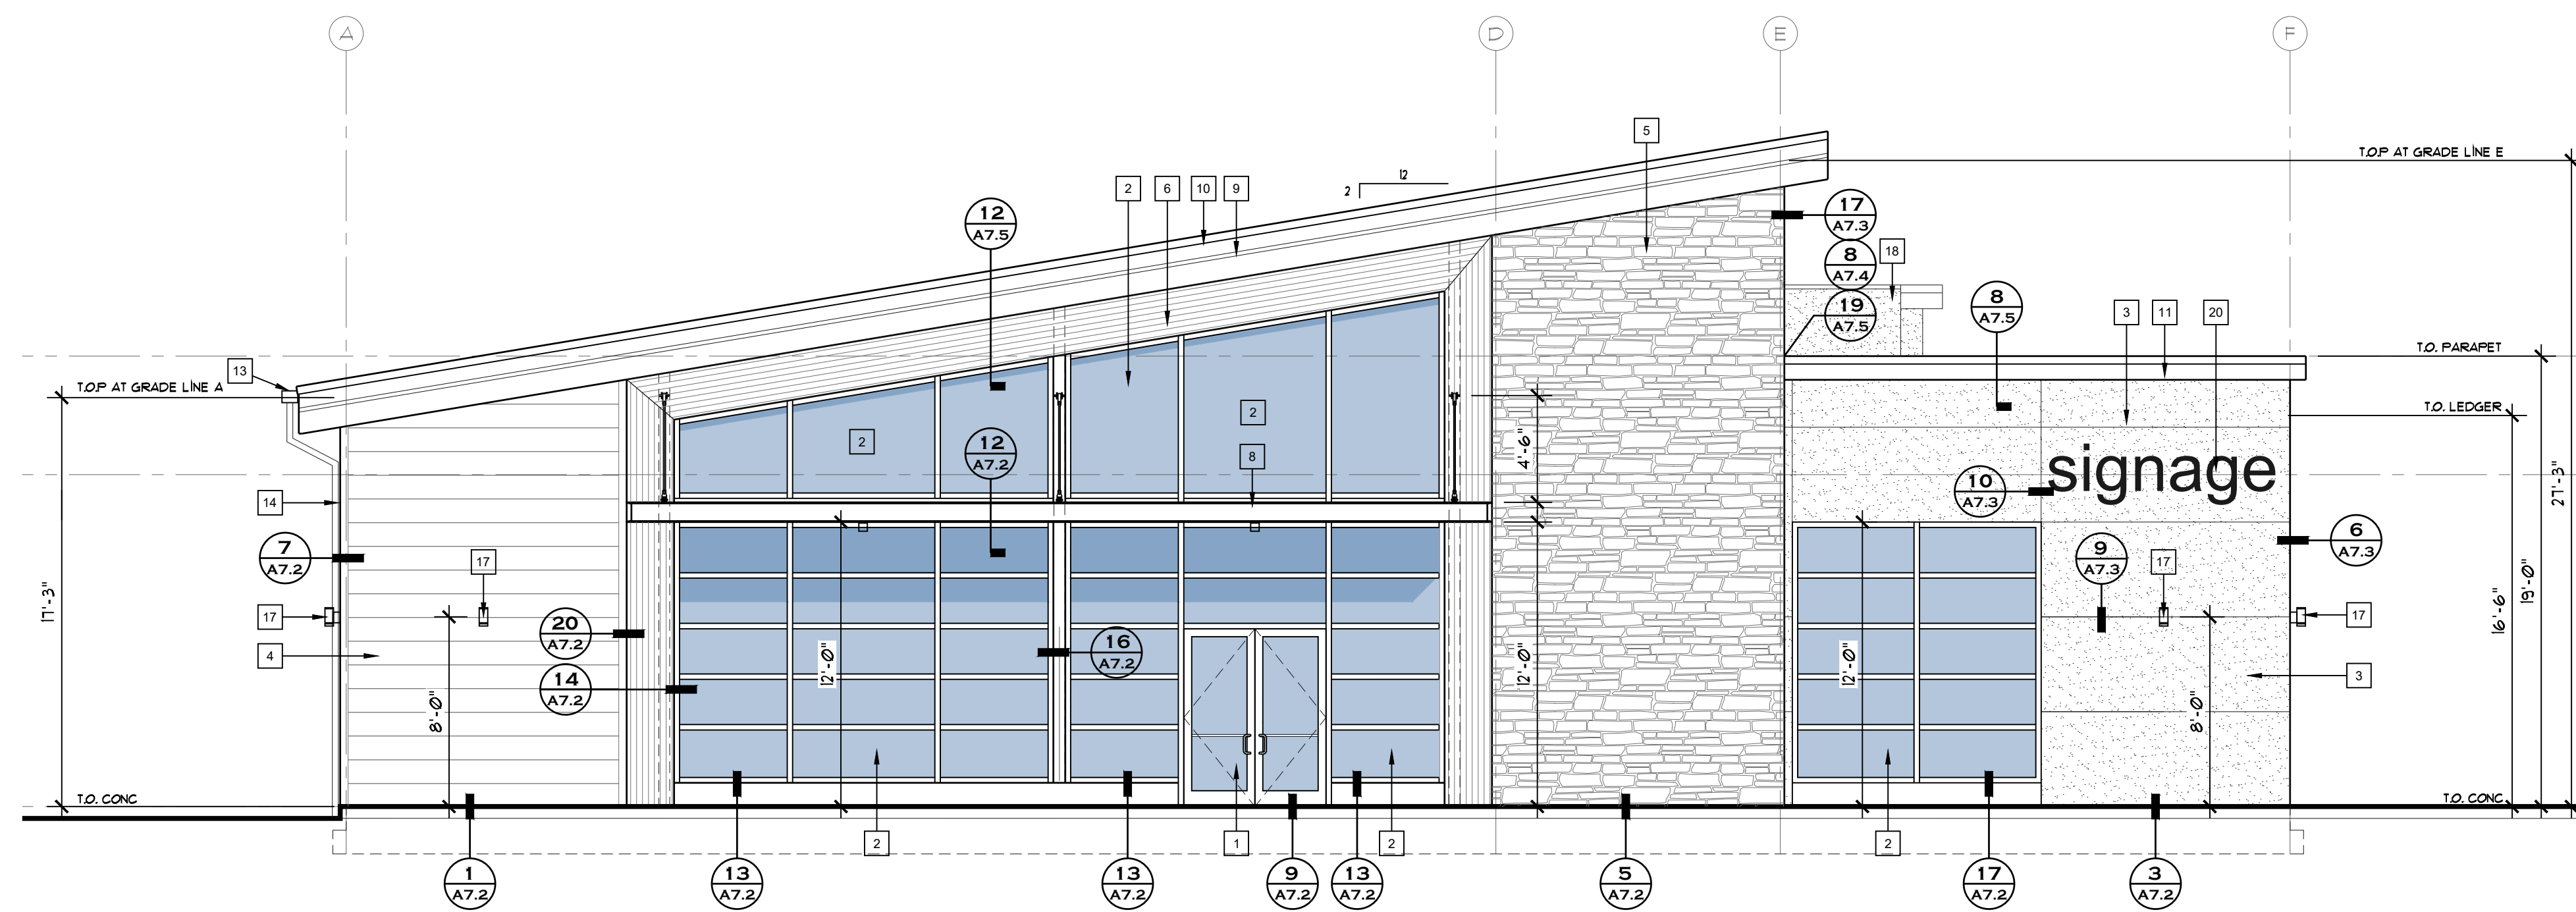 A
D
E
F
5
T.O.P AT GRADE LINE E
12
2
2
6
10
9
12
A7.5
17
A7.3
8
A7.4
18
19
A7.5
8
A7.5
3
11
20
T.O. PARAPET
13
T.O.P AT GRADE LINE A
T.O. LEDGER
2
2
12
A7.2
8
4'-6"
signage
10
A7.3
27'-3"
14
7
A7.2
17
6
A7.3
9
A7.3
17
17'-3"
19'-0"
16'-6"
17
17
20
A7.2
4
16
A7.2
12'-0"
12'-0"
12'-0"
3
14
A7.2
8'-0"
8'-0"
T.O. CONC
T.O. CONC
2
1
2
2
1
A7.2
13
A7.2
13
A7.2
9
A7.2
13
A7.2
5
A7.2
17
A7.2
3
A7.2